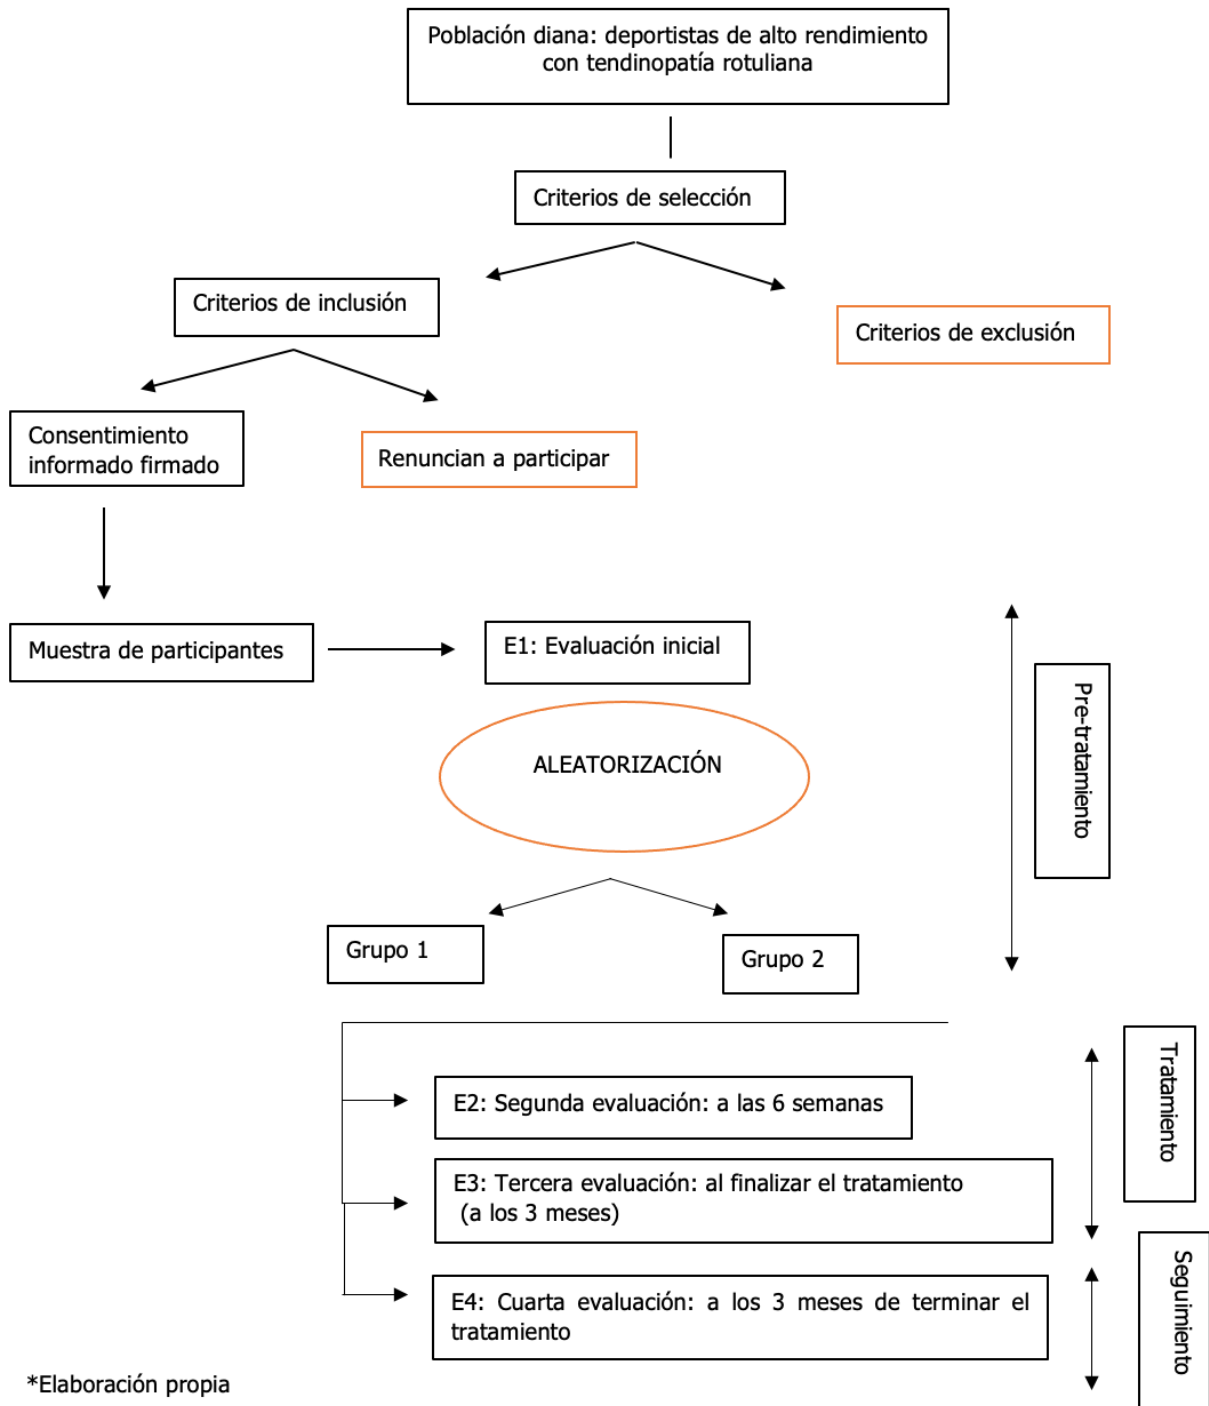 Población diana: deportistas de alto rendimiento
con tendinopatía rotuliana
Criterios de selección
Criterios de inclusión
Criterios de exclusión
Consentimiento
informado firmado
Renuncian a participar
Muestra de participantes
E1: Evaluación inicial
Pre-tratamiento
ALEATORIZACIÓN
Grupo 1
Grupo 2
Tratamiento
E2: Segunda evaluación: a las 6 semanas
E3: Tercera evaluación: al finalizar el tratamiento
(a los 3 meses)
Seguimiento
E4: Cuarta evaluación: a los 3 meses de terminar el
tratamiento
*Elaboración propia